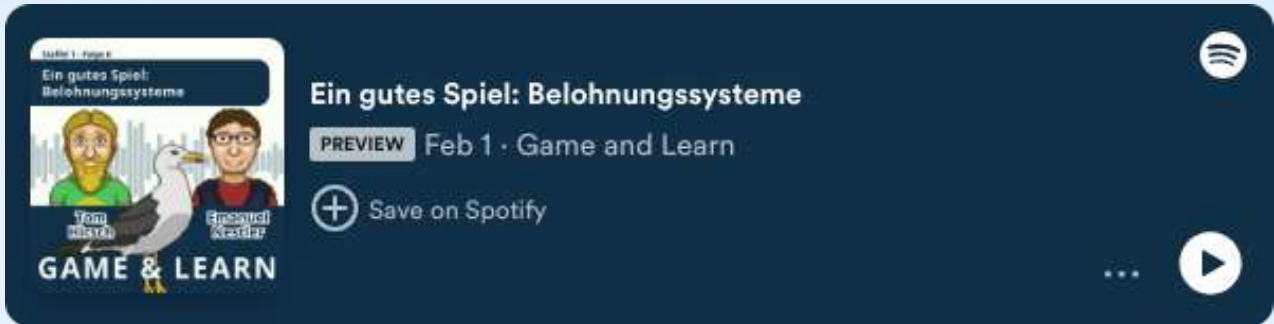 Staffel 1 - Folge 6
Ein gutes Spiel:
Belohnungssysteme
Tom
Hirsch
Emanuel
Nestler
GAME & LEARN
Ein gutes Spiel: Belohnungssysteme
PREVIEW Feb 1 · Game and Learn
Save on Spotify